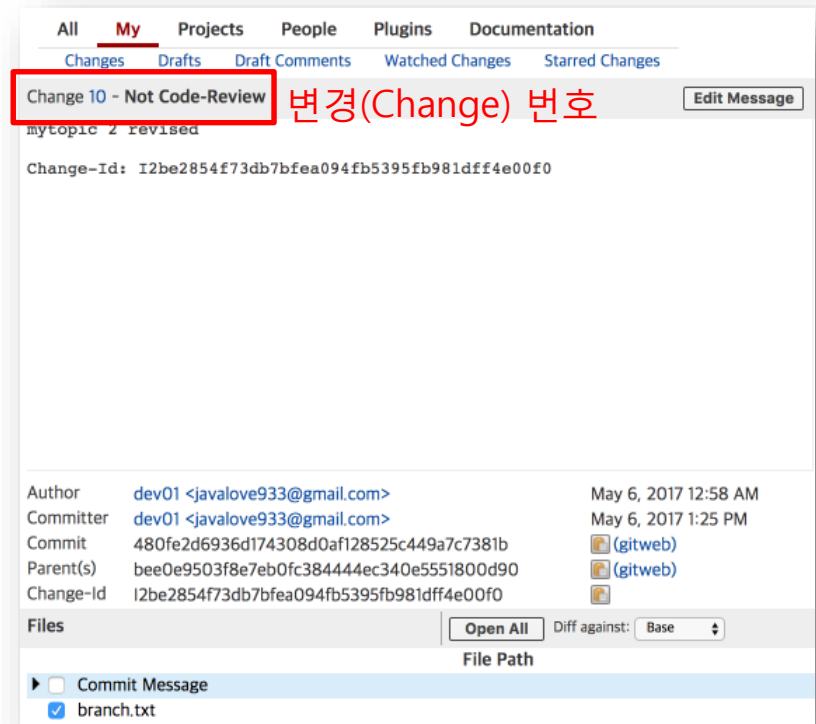 All My Projects People Plugins Documentation
Changes Drafts Draft Comments Watched Changes Starred Changes
Change 10 - Not Code-Review 변경(Change) 번호 Edit Message
mytopic 2 revised
Change-Id: I2be2854f73db7bfea094fb5395fb981dff4e00f0
Author dev01 <javalove933@gmail.com> May 6, 2017 12:58 AM
Committer dev01 <javalove933@gmail.com> May 6, 2017 1:25 PM
Commit 480fe2d6936d174308d0af128525c449a7c7381b (gitweb)
Parent(s) bee0e9503f8e7eb0fc384444ec340e5551800d90 (gitweb)
Change-Id I2be2854f73db7bfea094fb5395fb981dff4e00f0
Files Open All Diff against: Base
File Path
Commit Message
branch.txt